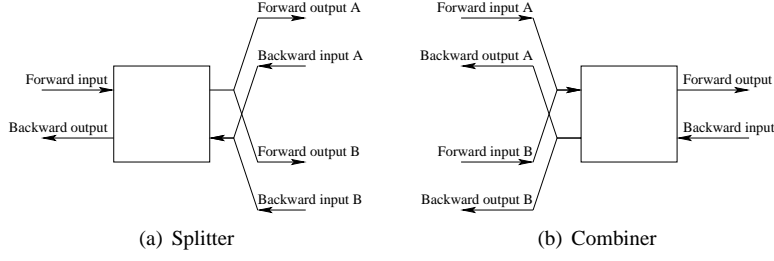 Forward output A
Backward input A
Forward input
Backward output
Forward output B
Backward input B
(a) Splitter
Forward input A
Backward output A
Forward output
Backward input
Forward input B
Backward output B
(b) Combiner